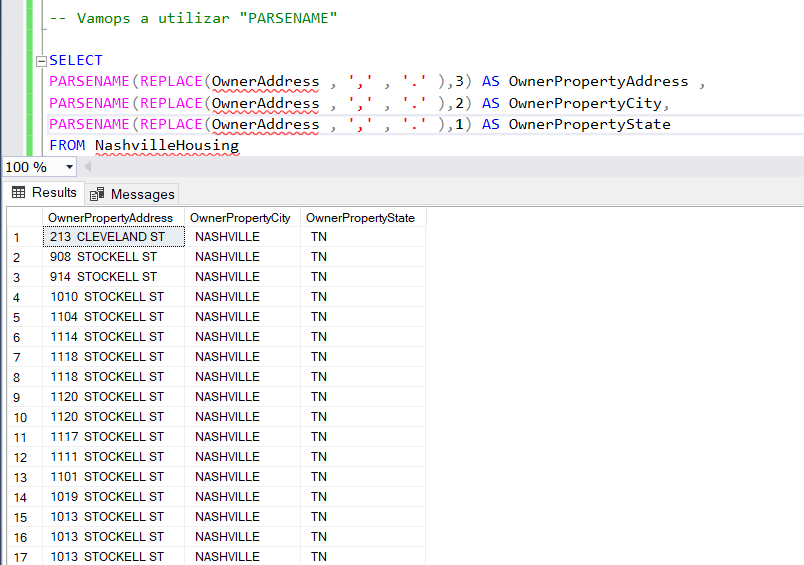 -- Vamops a utilizar "PARSENAME"
SELECT
PARSENAME(REPLACE(OwnerAddress , ',' , '.' ),3) AS OwnerPropertyAddress ,
PARSENAME(REPLACE(OwnerAddress , ',' , '.' ),2) AS OwnerPropertyCity,
PARSENAME(REPLACE(OwnerAddress , ',' , '.' ),1) AS OwnerPropertyState
FROM NashvilleHousing
100 %
Results Messages
OwnerPropertyAddress OwnerPropertyCity OwnerPropertyState
1 213 CLEVELAND ST NASHVILLE TN
2 908 STOCKELL ST NASHVILLE TN
3 914 STOCKELL ST NASHVILLE TN
4 1010 STOCKELL ST NASHVILLE TN
5 1104 STOCKELL ST NASHVILLE TN
6 1114 STOCKELL ST NASHVILLE TN
7 1118 STOCKELL ST NASHVILLE TN
8 1118 STOCKELL ST NASHVILLE TN
9 1120 STOCKELL ST NASHVILLE TN
10 1120 STOCKELL ST NASHVILLE TN
11 1117 STOCKELL ST NASHVILLE TN
12 1111 STOCKELL ST NASHVILLE TN
13 1101 STOCKELL ST NASHVILLE TN
14 1019 STOCKELL ST NASHVILLE TN
15 1013 STOCKELL ST NASHVILLE TN
16 1013 STOCKELL ST NASHVILLE TN
17 1013 STOCKELL ST NASHVILLE TN